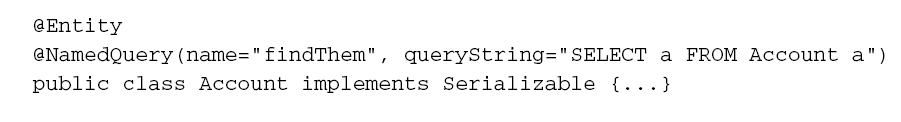 @Entity
@NamedQuery(name="findThem", queryString="SELECT a FROM Account a")
public class Account implements Serializable {...}